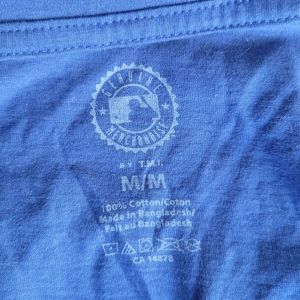 GENUINE
MERCHANDISE
BY T.M.I.
M/M
100% Cotton/Coton
Made in Bangladesh/
Fait au Bangladesh
CA 14878